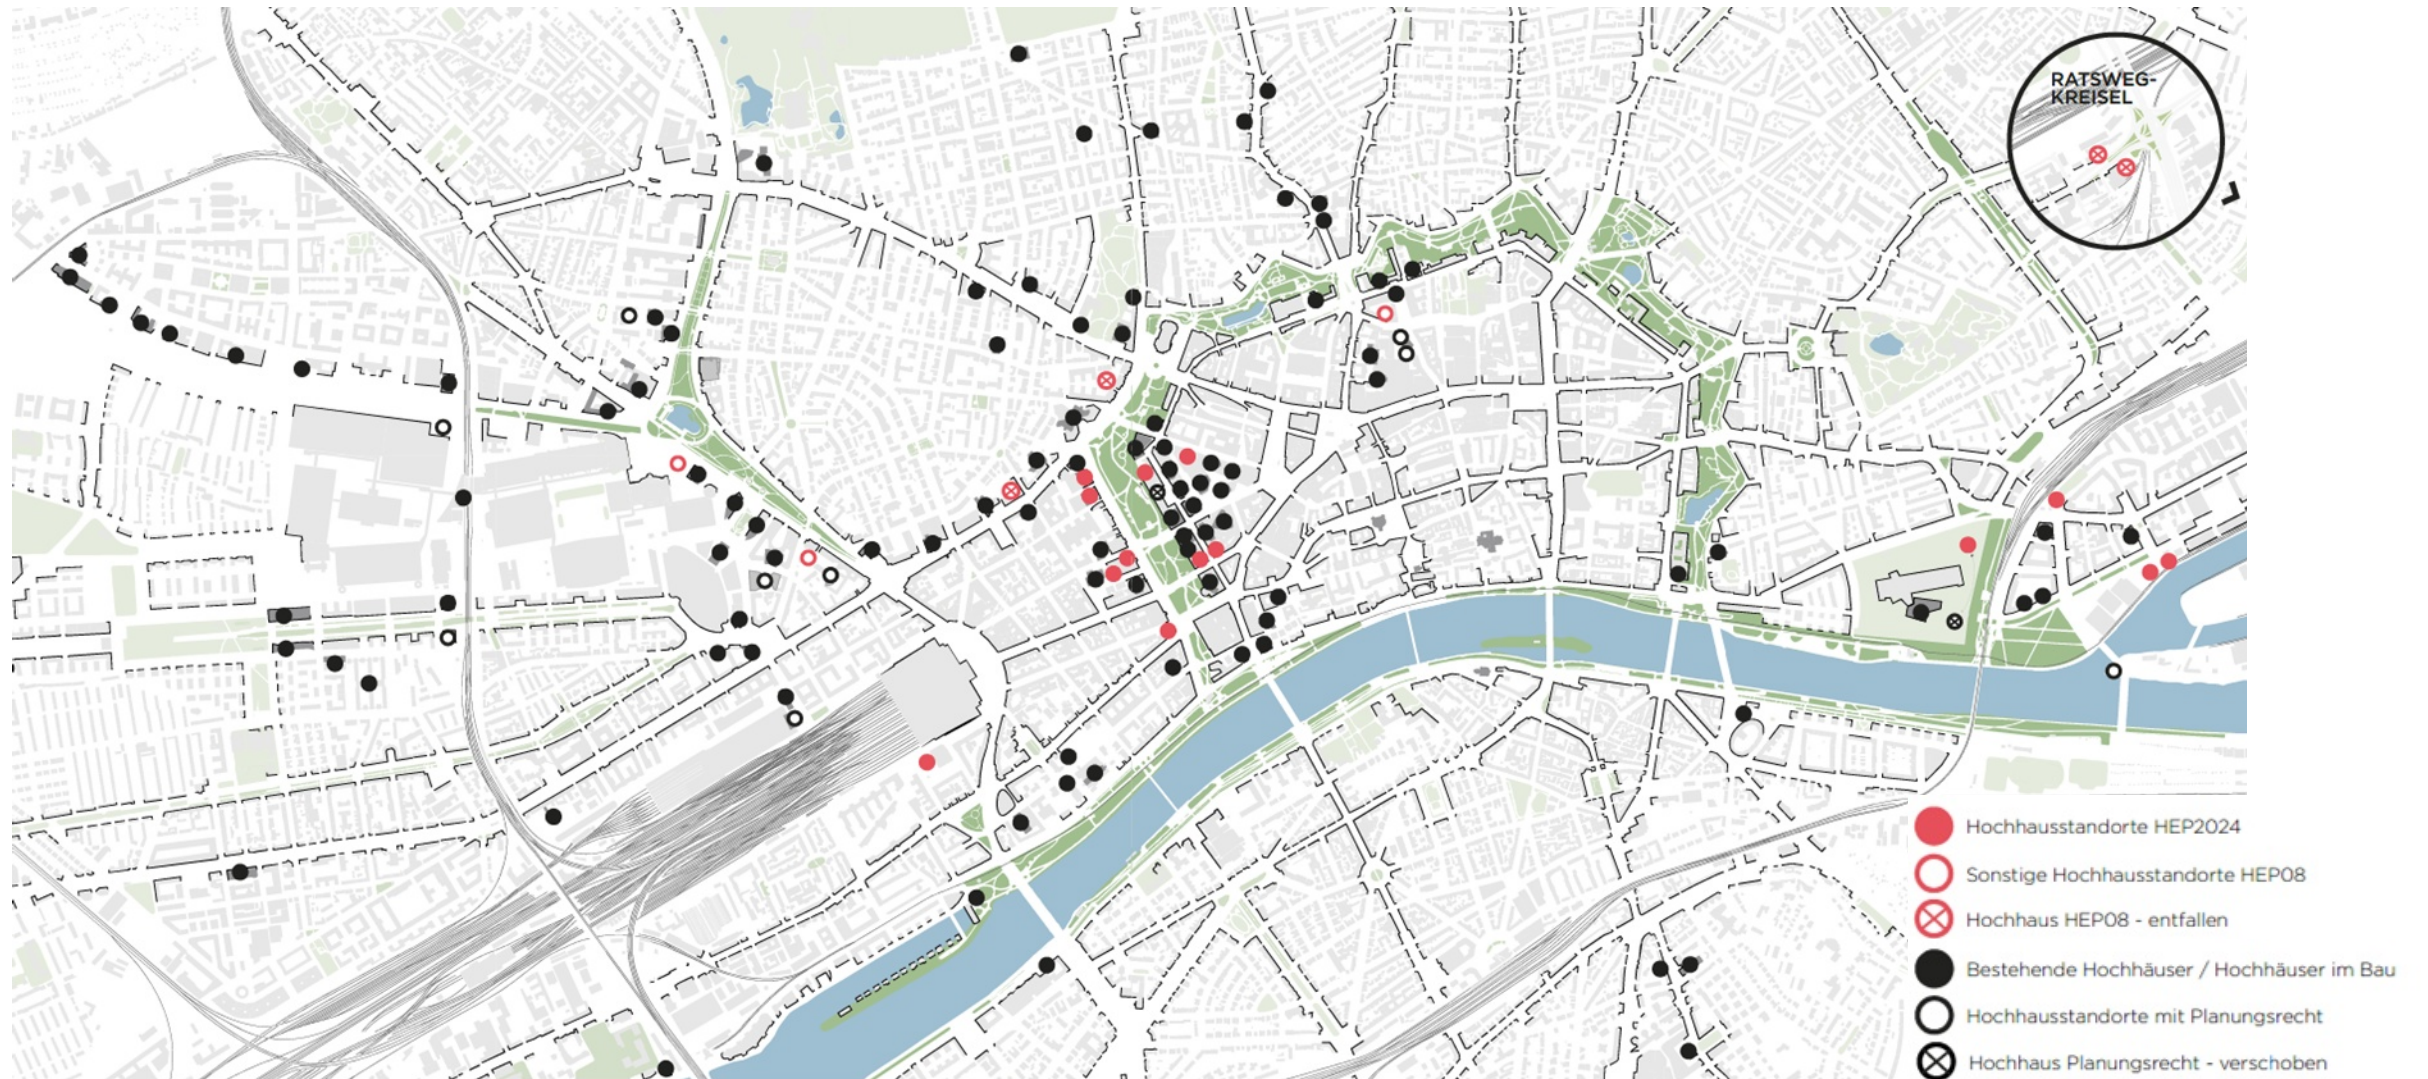 RATSWEG-
KREISEL
Hochhausstandorte HEP2024
Sonstige Hochhausstandorte HEP08
Hochhaus HEP08 - entfallen
Bestehende Hochhäuser / Hochhäuser im Bau
Hochhausstandorte mit Planungsrecht
Hochhaus Planungsrecht - verschoben